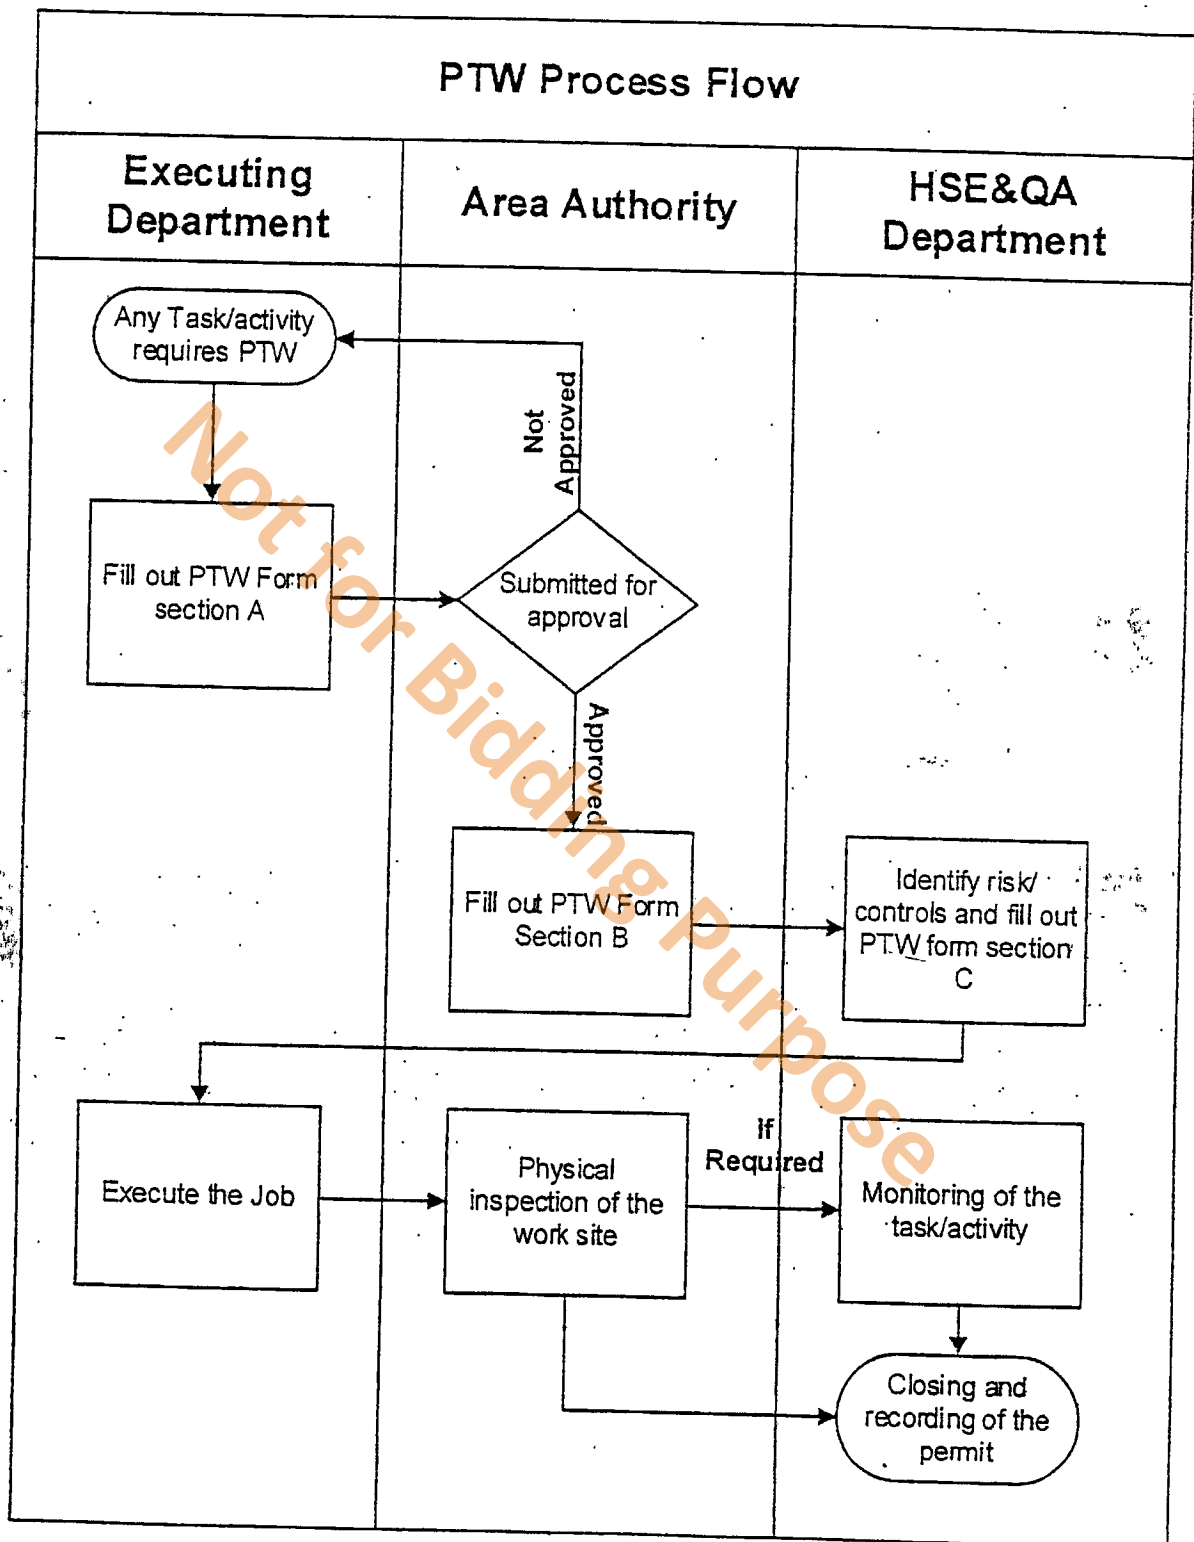 PTW Process Flow
Executing
Department
Area Authority
HSE&QA
Department
Any Task/activity
requires PTW
Not
Approved
Fill out PTW Form
section A
Submitted for
approval
Approved
Fill out PTW Form
Section B
Identify risk/
controls and fill out
PTW form section
C
Execute the Job
Physical
inspection of the
work site
If
Required
Monitoring of the
task/activity
Closing and
recording of the
permit
Not for Bidding Purpose